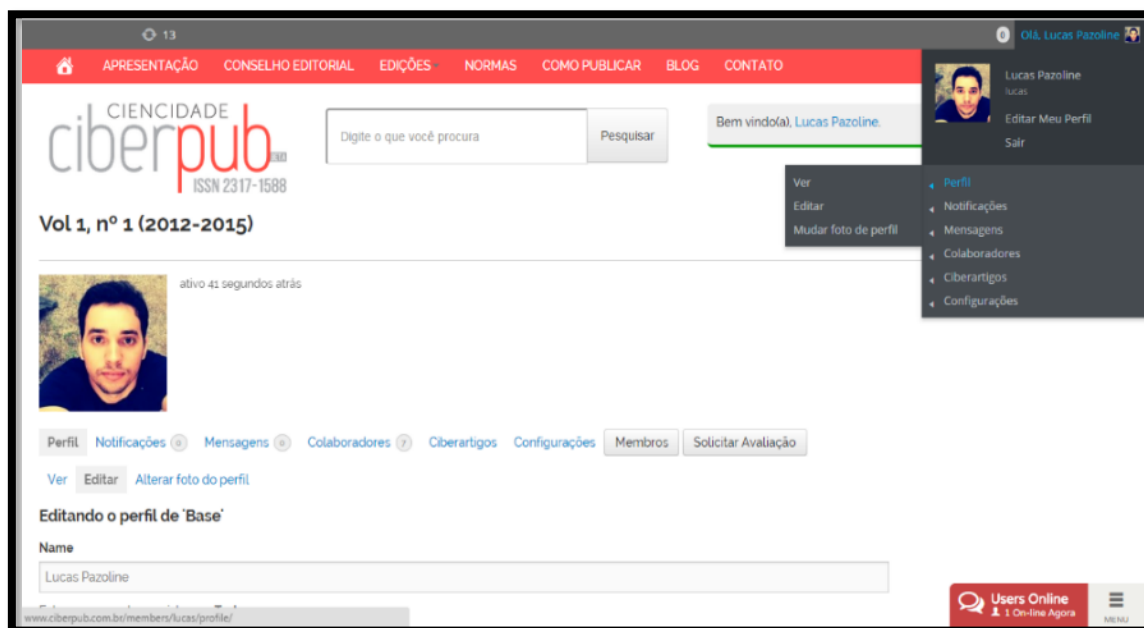 13
0 Olá, Lucas Pazoline
APRESENTAÇÃO CONSELHO EDITORIAL EDIÇÕES NORMAS COMO PUBLICAR BLOG CONTATO
Lucas Pazoline
lucas
Editar Meu Perfil
Sair
CIENCIDADE
ciberpub
BETA
ISSN 2317-1588
Digite o que você procura
Pesquisar
Bem vindo(a), Lucas Pazoline.
Ver
Editar
Mudar foto de perfil
Perfil
Notificações
Mensagens
Colaboradores
Ciberartigos
Configurações
Vol 1, nº 1 (2012-2015)
ativo 41 segundos atrás
Perfil Notificações 0 Mensagens 0 Colaboradores 7 Ciberartigos Configurações Membros Solicitar Avaliação
Ver Editar Alterar foto do perfil
Editando o perfil de 'Base'
Name
Lucas Pazoline
www.ciberpub.com.br/members/lucas/profile/
Users Online
1 On-line Agora
MENU